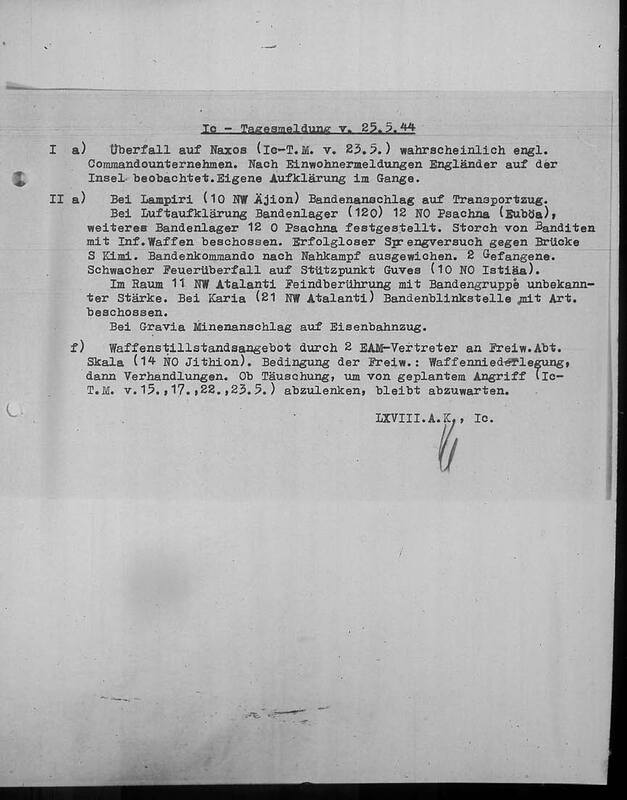 Ic - Tagesmeldung v. 25.5.44
I a) Überfall auf Naxos (Ic-T.M. v. 23.5.) wahrscheinlich engl.
Commandounternehmen. Nach Einwohnermeldungen Engländer auf der
Insel beobachtet.Eigene Aufklärung im Gange.
II a) Bei Lampiri (10 NW Äjion) Bandenanschlag auf Transportzug.
Bei Luftaufklärung Bandenlager (120) 12 NO Psachna (Euböa),
weiteres Bandenlager 12 O Psachna festgestellt. Storch von Banditen
mit Inf.Waffen beschossen. Erfolgloser Sprengversuch gegen Brücke
S Kimi. Bandenkommando nach Nahkampf ausgewichen. 2 Gefangene.
Schwacher Feuerüberfall auf Stützpunkt Guves (10 NO Istiäa).
Im Raum 11 NW Atalanti Feindberührung mit Bandengruppe unbekann-
ter Stärke. Bei Karia (21 NW Atalanti) Bandenblinkstelle mit Art.
beschossen.
Bei Gravia Minenanschlag auf Eisenbahnzug.
f) Waffenstillstandsangebot durch 2 EAM-Vertreter an Freiw.Abt.
Skala (14 NO Jithion). Bedingung der Freiw.: Waffenniederlegung,
dann Verhandlungen. Ob Täuschung, um von geplantem Angriff (Ic-
T.M. v.15.,17.,22.,23.5.) abzulenken, bleibt abzuwarten.
LXVIII.A.K., Ic.